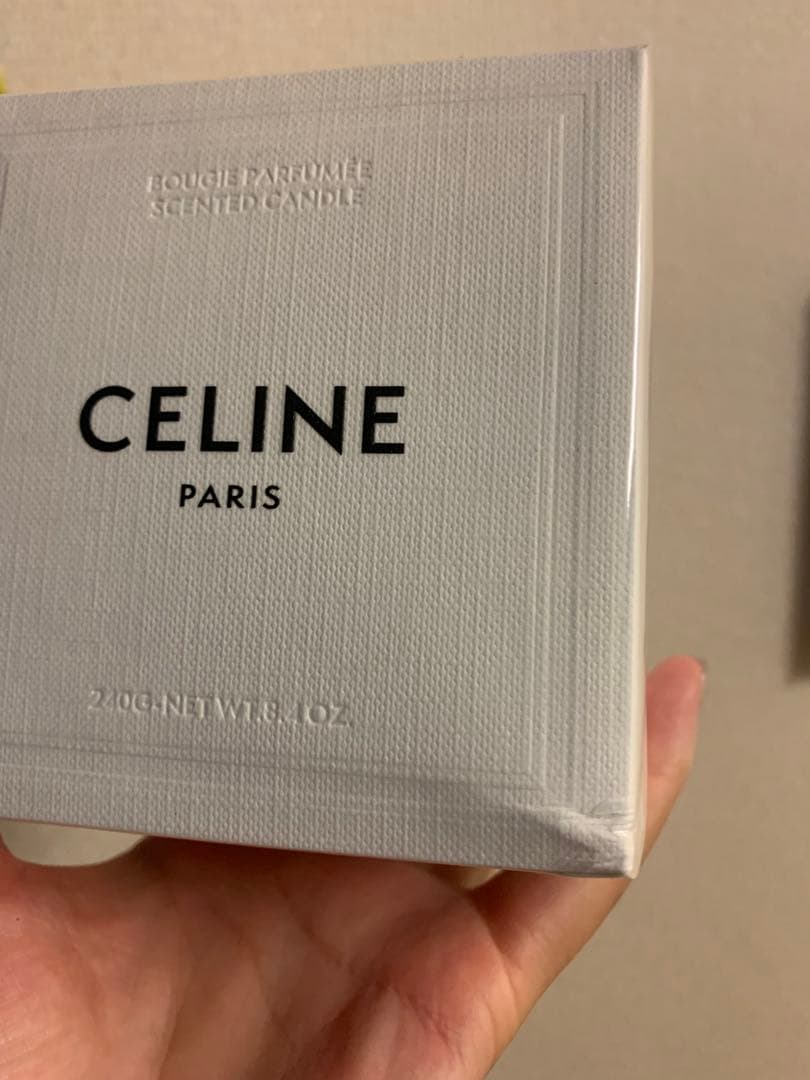 BOUGIE PARFUMÉE
SCENTED CANDLE
CELINE
PARIS
240G-NET WT.8.4OZ.